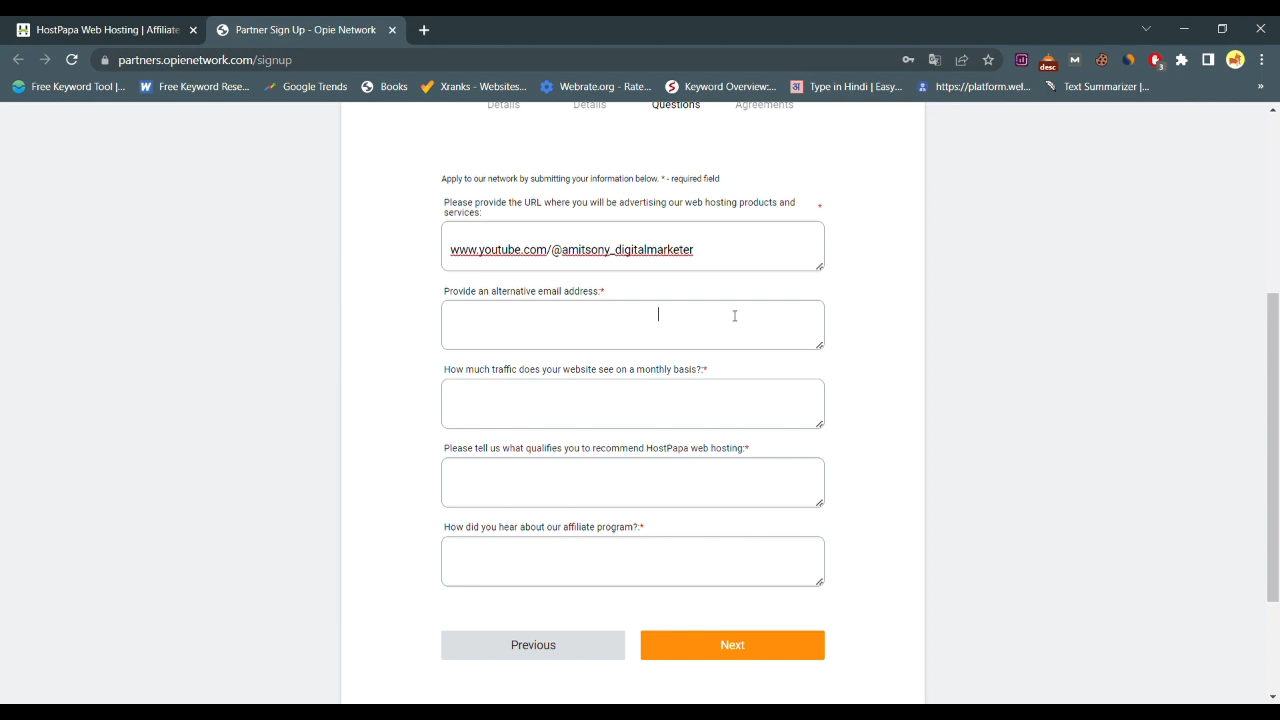 HostPapa Web Hosting | Affiliate
Partner Sign Up - Opie Network
partners.opienetwork.com/signup
desc
M
3
Free Keyword Tool |...
W Free Keyword Rese...
Google Trends
Books
Xranks - Websites...
Webrate.org - Rate...
Keyword Overview:...
अ Type in Hindi | Easy...
https://platform.wel...
Text Summarizer |...
»
Details
Details
Questions
Agreements
Apply to our network by submitting your information below. * - required field
Please provide the URL where you will be advertising our web hosting products and *
services:
www.youtube.com/@amitsony_digitalmarketer
Provide an alternative email address:*
How much traffic does your website see on a monthly basis?:*
Please tell us what qualifies you to recommend HostPapa web hosting:*
How did you hear about our affiliate program?:*
Previous
Next